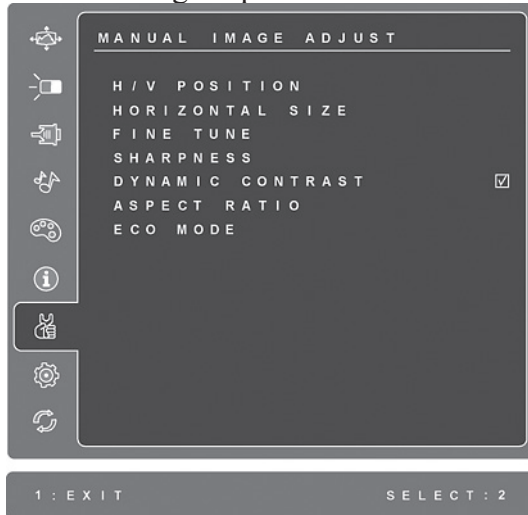 MANUAL IMAGE ADJUST
H/V POSITION
HORIZONTAL SIZE
FINE TUNE
SHARPNESS
DYNAMIC CONTRAST
ASPECT RATIO
ECO MODE
1:EXIT SELECT:2